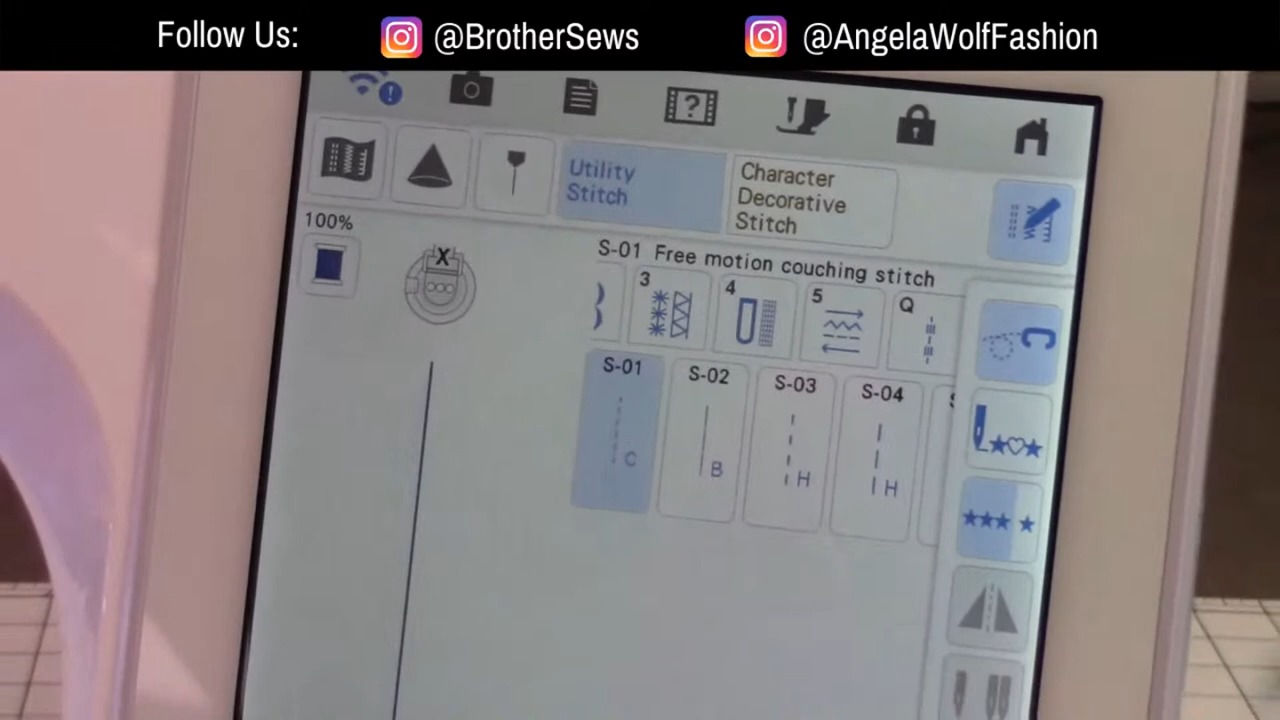 Follow Us: @BrotherSews @AngelaWolfFashion
Utility
Stitch
Character
Decorative
Stitch
100%
S-01 Free motion couching stitch
X
3 4 5 Q
S-01 S-02 S-03 S-04
C B H H
C